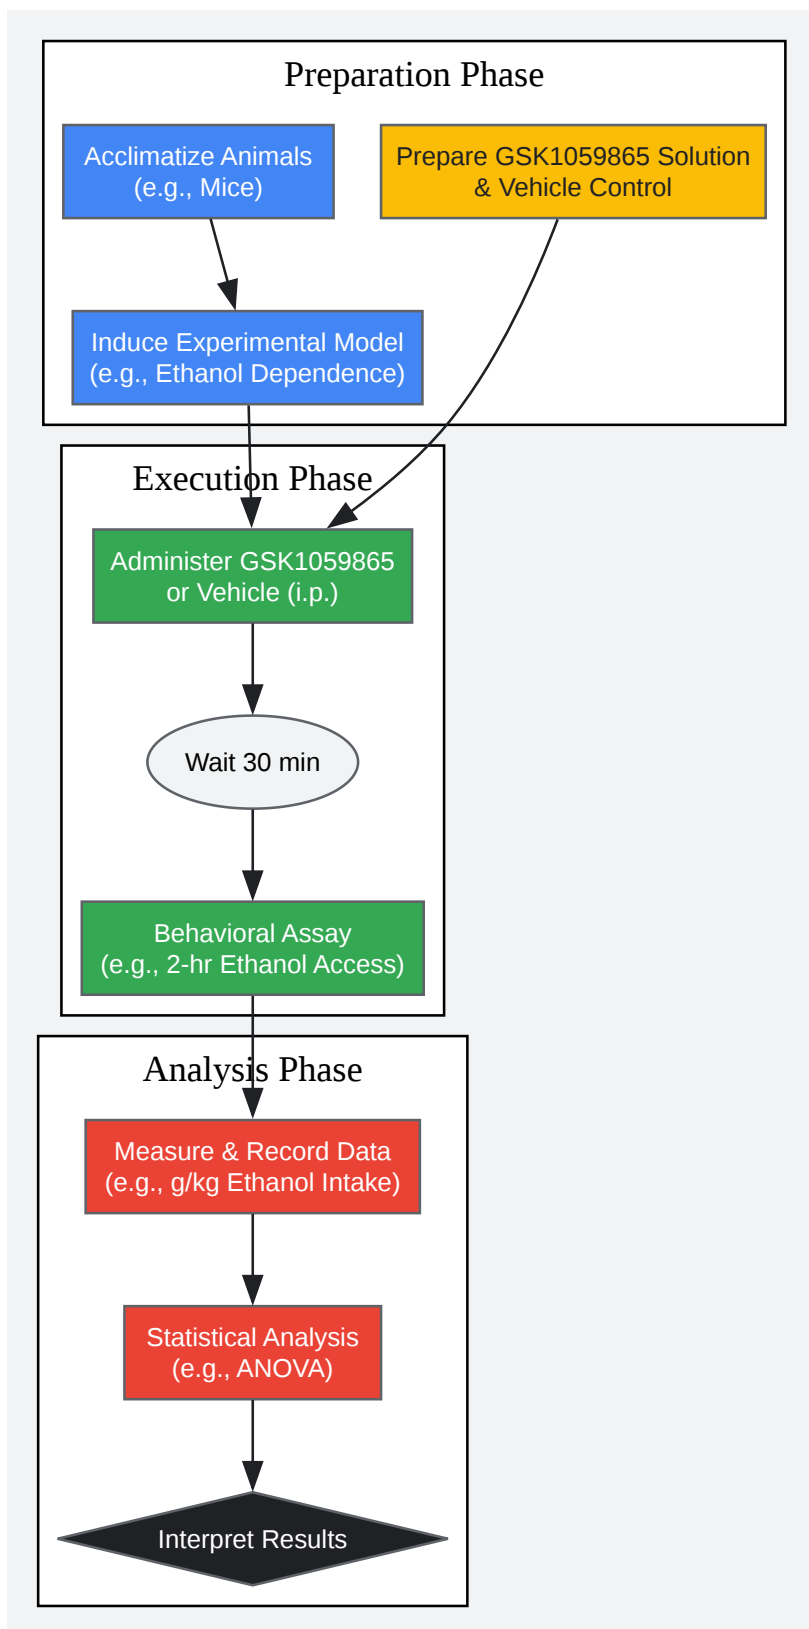 Preparation Phase
Acclimatize Animals
(e.g., Mice)
Prepare GSK1059865 Solution
& Vehicle Control
Induce Experimental Model
(e.g., Ethanol Dependence)
Execution Phase
Administer GSK1059865
or Vehicle (i.p.)
Wait 30 min
Behavioral Assay
(e.g., 2-hr Ethanol Access)
Analysis Phase
Measure & Record Data
(e.g., g/kg Ethanol Intake)
Statistical Analysis
(e.g., ANOVA)
Interpret Results